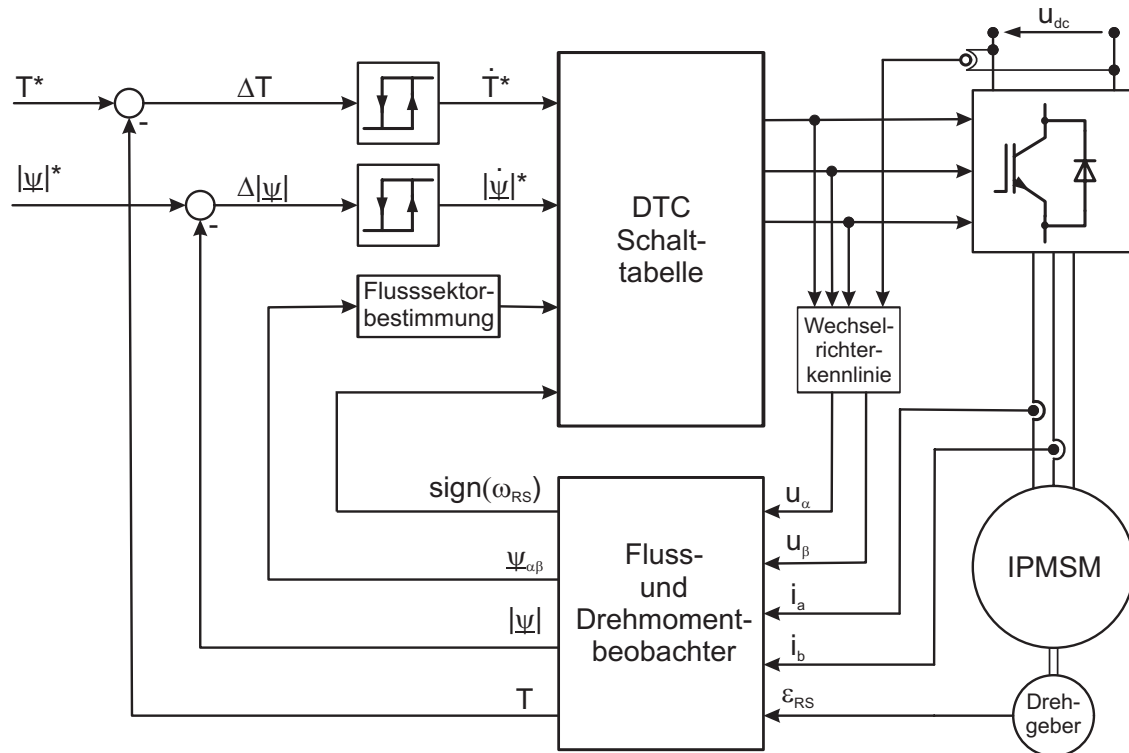 u_dc
T*
-
ΔT
Ṫ*
|ψ|*
-
Δ|ψ|
|ψ̇|*
DTC
Schalt-
tabelle
Flusssektor-
bestimmung
Wechsel-
richter-
kennlinie
sign(ω_RS)
ψ_αβ
|ψ|
T
Fluss-
und
Drehmoment-
beobachter
u_α
u_β
i_a
i_b
ε_RS
IPMSM
Dreh-
geber